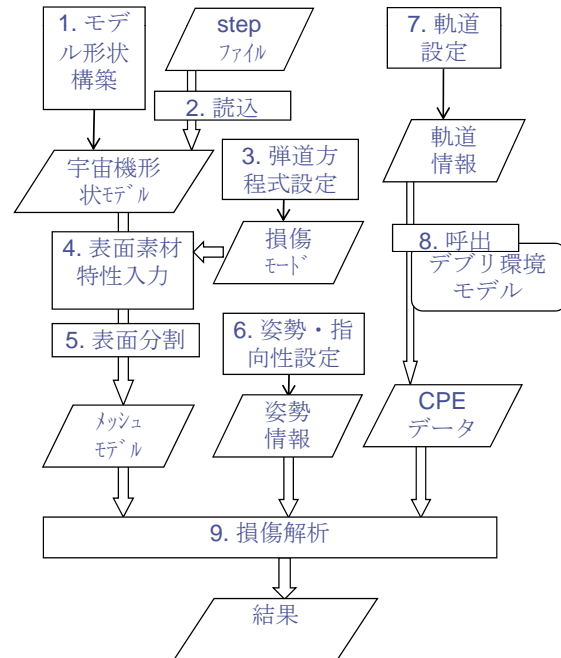 1. モデ
ル形状
構築
step
ファイル
2. 読込
7. 軌道
設定
宇宙機形
状モデル
3. 弾道方
程式設定
軌道
情報
4. 表面素材
特性入力
損傷
モード
8. 呼出
デブリ環境
モデル
5. 表面分割
6. 姿勢・指
向性設定
メッシュ
モデル
姿勢
情報
CPE
データ
9. 損傷解析
結果